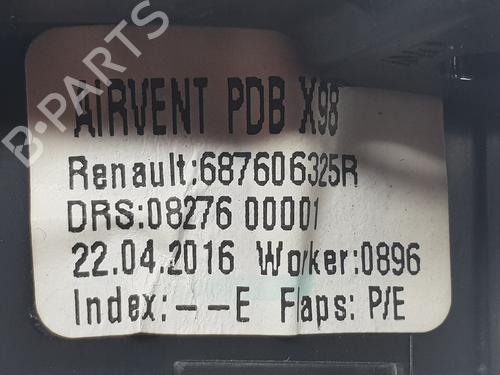 AIRVENT PDB X98
Renault:687606325R
DRS:08276 00001
22.04.2016 Worker:0896
Index:--E Flaps: P/E
B-PARTS